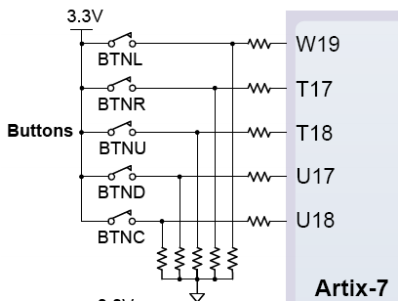 3.3V
BTNL W19
BTNR T17
Buttons BTNU T18
BTND U17
BTNC U18
Artix-7